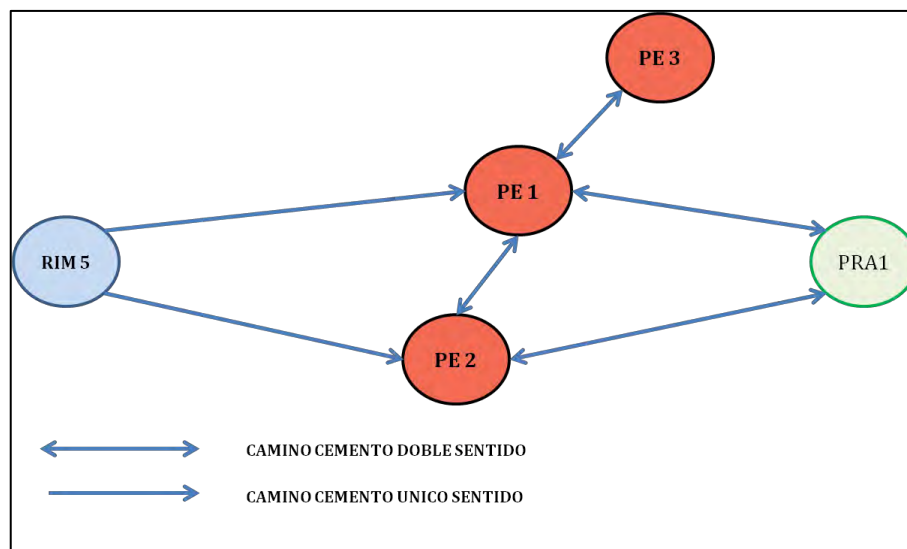 PE 3
PE 1
RIM 5
PRA1
PE 2
CAMINO CEMENTO DOBLE SENTIDO
CAMINO CEMENTO UNICO SENTIDO